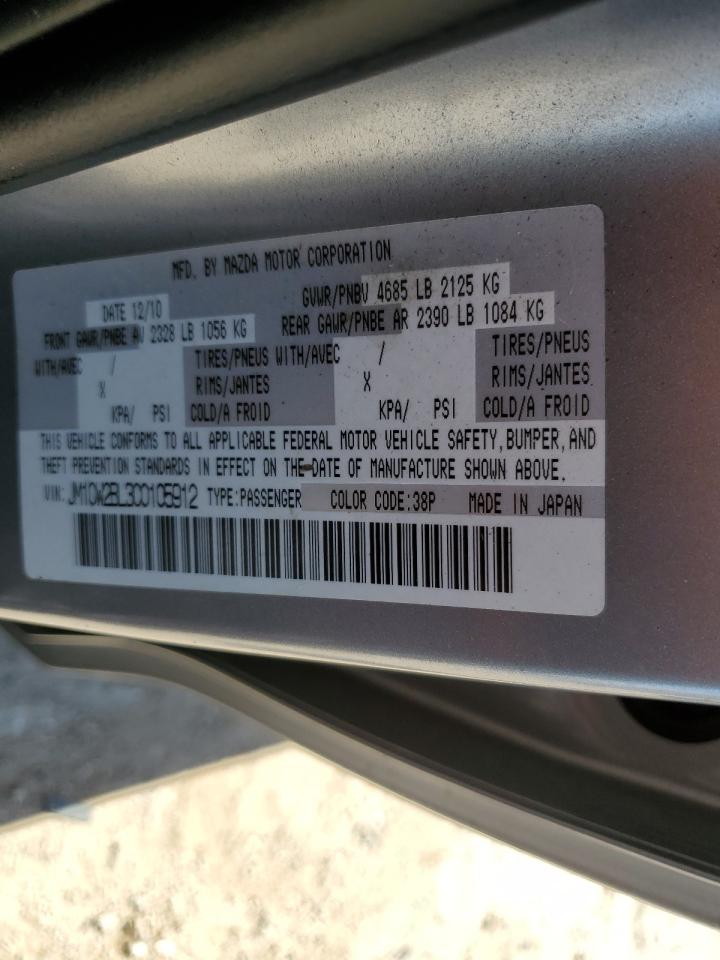 MFD. BY MAZDA MOTOR CORPORATION
DATE 12/10 GVWR/PNBV 4685 LB 2125 KG
FRONT GAWR/PNBE AV 2328 LB 1056 KG REAR GAWR/PNBE AR 2390 LB 1084 KG
WITH/AVEC / TIRES/PNEUS WITH/AVEC / TIRES/PNEUS
X RIMS/JANTES X RIMS/JANTES
KPA/ PSI COLD/A FROID KPA/ PSI COLD/A FROID
THIS VEHICLE CONFORMS TO ALL APPLICABLE FEDERAL MOTOR VEHICLE SAFETY, BUMPER, AND
THEFT PREVENTION STANDARDS IN EFFECT ON THE DATE OF MANUFACTURE SHOWN ABOVE.
VIN: JM1CW2BL3C0105912 TYPE:PASSENGER COLOR CODE:38P MADE IN JAPAN